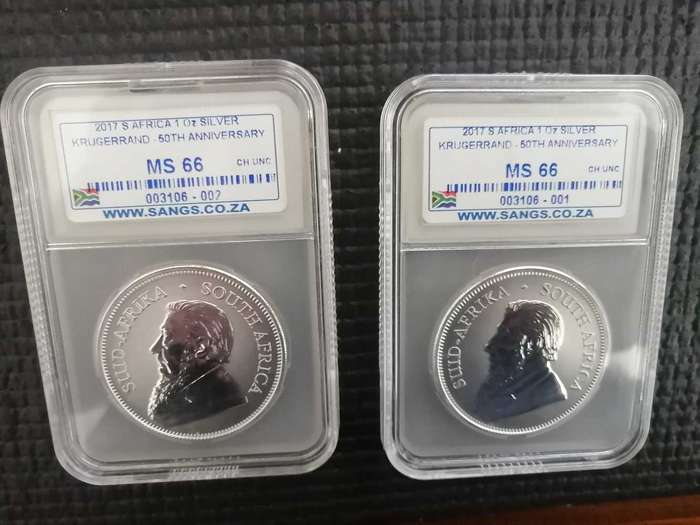 2017 S AFRICA 1 Oz SILVER
KRUGERRAND - 50TH ANNIVERSARY
MS 66 CH UNC
003106 - 002
WWW.SANGS.CO.ZA
SUID-AFRIKA · SOUTH AFRICA
2017 S AFRICA 1 Oz SILVER
KRUGERRAND - 50TH ANNIVERSARY
MS 66 CH UNC
003106 - 001
WWW.SANGS.CO.ZA
SUID-AFRIKA · SOUTH AFRICA